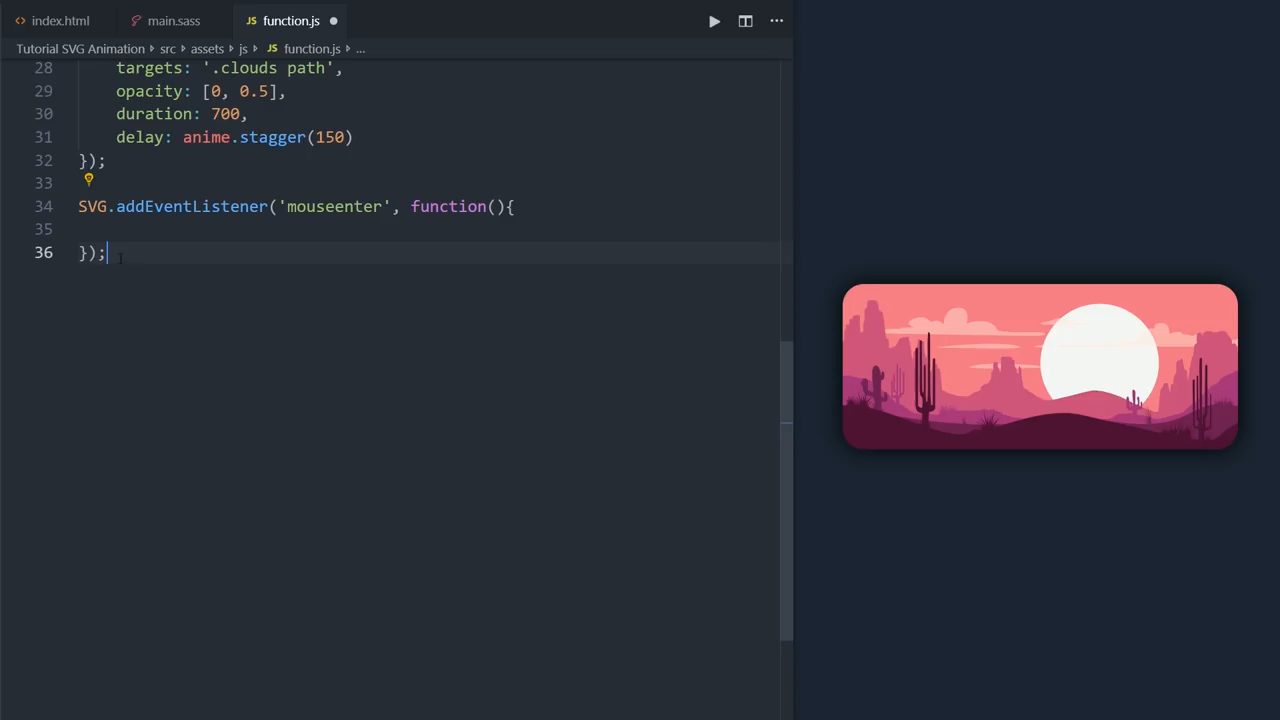 index.html main.sass JS function.js
Tutorial SVG Animation > src > assets > js > JS function.js > ...
28 targets: '.clouds path',
29 opacity: [0, 0.5],
30 duration: 700,
31 delay: anime.stagger(150)
32 });
33
34 SVG.addEventListener('mouseenter', function(){
35
36 });